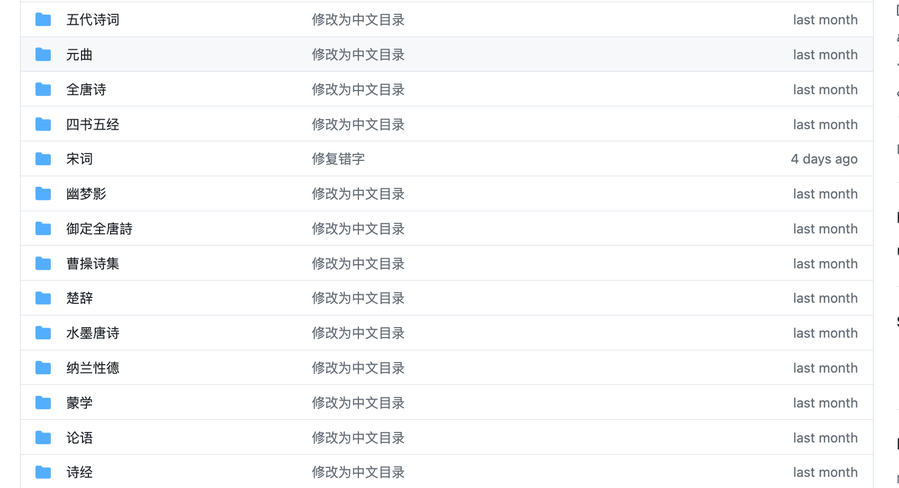 五代诗词 修改为中文目录 last month
元曲 修改为中文目录 last month
全唐诗 修改为中文目录 last month
四书五经 修改为中文目录 last month
宋词 修复错字 4 days ago
幽梦影 修改为中文目录 last month
御定全唐詩 修改为中文目录 last month
曹操诗集 修改为中文目录 last month
楚辞 修改为中文目录 last month
水墨唐诗 修改为中文目录 last month
纳兰性德 修改为中文目录 last month
蒙学 修改为中文目录 last month
论语 修改为中文目录 last month
诗经 修改为中文目录 last month